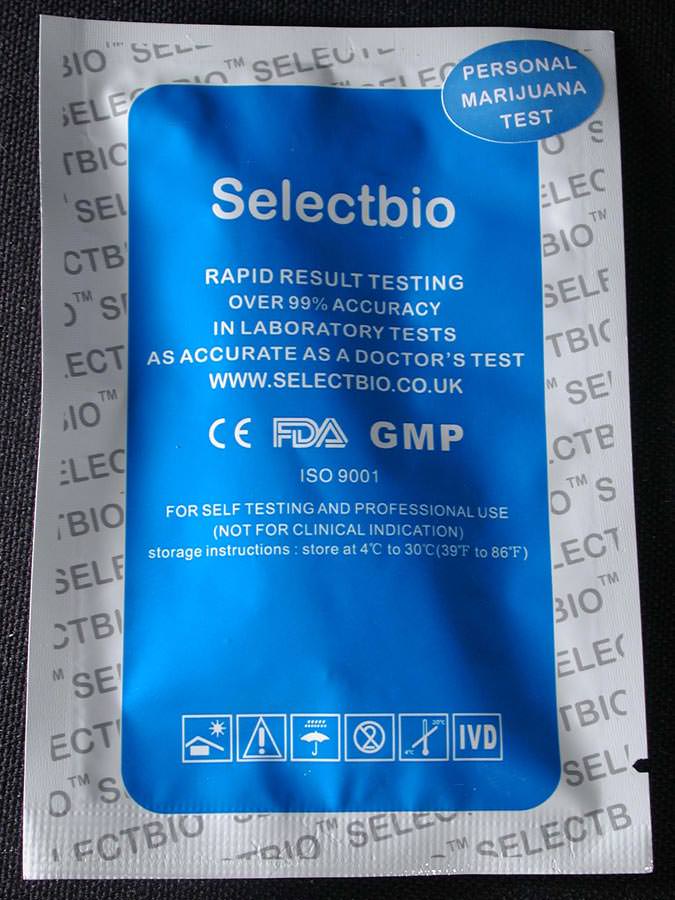 PERSONAL
MARIJUANA
TEST
Selectbio
RAPID RESULT TESTING
OVER 99% ACCURACY
IN LABORATORY TESTS
AS ACCURATE AS A DOCTOR'S TEST
WWW.SELECTBIO.CO.UK
CE FDA GMP
ISO 9001
FOR SELF TESTING AND PROFESSIONAL USE
(NOT FOR CLINICAL INDICATION)
storage instructions : store at 4℃ to 30℃(39℉ to 86℉)
IVD